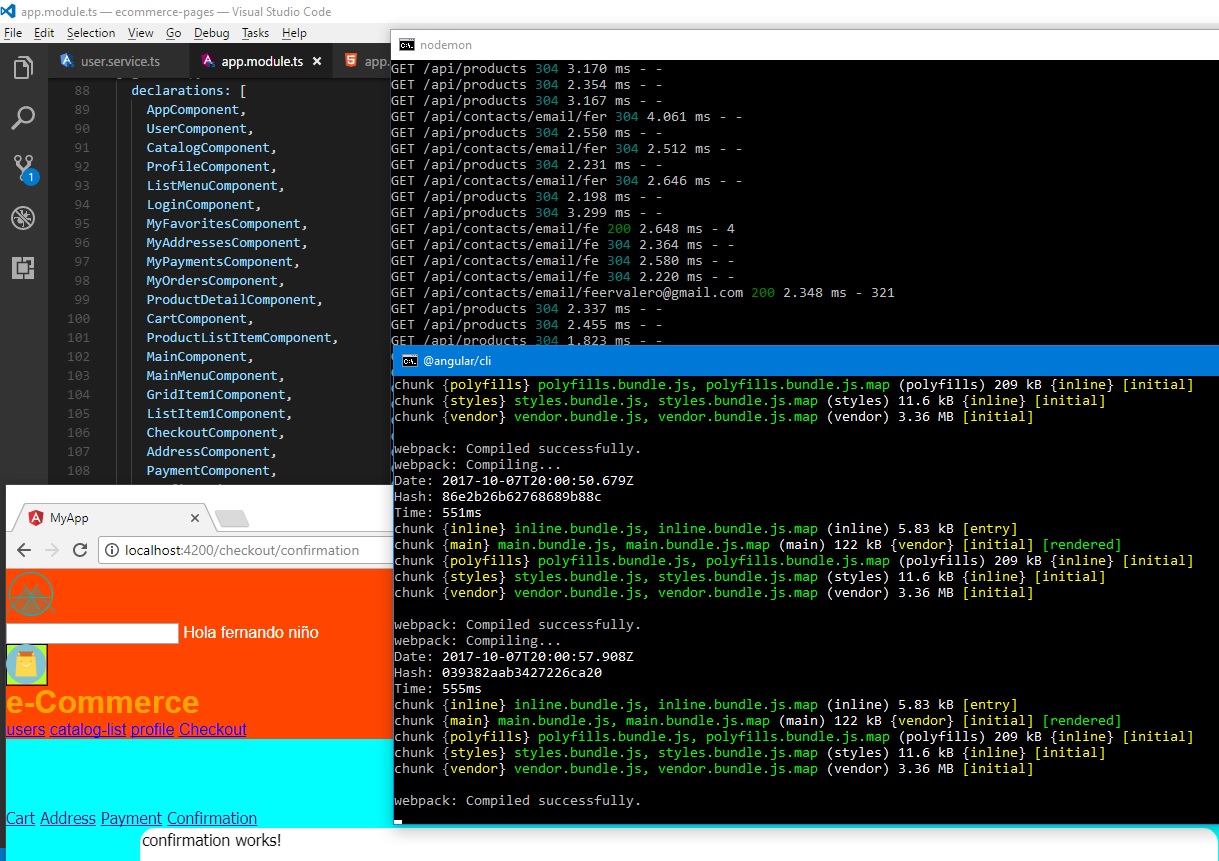 app.module.ts — ecommerce-pages — Visual Studio Code
File Edit Selection View Go Debug Tasks Help
user.service.ts app.module.ts × app.
88 declarations: [
89 AppComponent,
90 UserComponent,
91 CatalogComponent,
92 ProfileComponent,
93 ListMenuComponent,
94 LoginComponent,
95 MyFavoritesComponent,
96 MyAddressesComponent,
97 MyPaymentsComponent,
98 MyOrdersComponent,
99 ProductDetailComponent,
100 CartComponent,
101 ProductListItemComponent,
102 MainComponent,
103 MainMenuComponent,
104 GridItem1Component,
105 ListItem1Component,
106 CheckoutComponent,
107 AddressComponent,
108 PaymentComponent,
1
C:\. nodemon
GET /api/products 304 3.170 ms - -
GET /api/products 304 2.354 ms - -
GET /api/products 304 3.167 ms - -
GET /api/contacts/email/fer 304 4.061 ms - -
GET /api/products 304 2.550 ms - -
GET /api/contacts/email/fer 304 2.512 ms - -
GET /api/products 304 2.231 ms - -
GET /api/contacts/email/fer 304 2.646 ms - -
GET /api/products 304 2.198 ms - -
GET /api/products 304 3.299 ms - -
GET /api/contacts/email/fe 200 2.648 ms - 4
GET /api/contacts/email/fe 304 2.364 ms - -
GET /api/contacts/email/fe 304 2.580 ms - -
GET /api/contacts/email/fe 304 2.220 ms - -
GET /api/contacts/email/feervalero@gmail.com 200 2.348 ms - 321
GET /api/products 304 2.337 ms - -
GET /api/products 304 2.455 ms - -
GET /api/products 304 1.823 ms - -
C:\. @angular/cli
chunk {polyfills} polyfills.bundle.js, polyfills.bundle.js.map (polyfills) 209 kB {inline} [initial]
chunk {styles} styles.bundle.js, styles.bundle.js.map (styles) 11.6 kB {inline} [initial]
chunk {vendor} vendor.bundle.js, vendor.bundle.js.map (vendor) 3.36 MB [initial]
webpack: Compiled successfully.
webpack: Compiling...
Date: 2017-10-07T20:00:50.679Z
Hash: 86e2b26b62768689b88c
Time: 551ms
chunk {inline} inline.bundle.js, inline.bundle.js.map (inline) 5.83 kB [entry]
chunk {main} main.bundle.js, main.bundle.js.map (main) 122 kB {vendor} [initial] [rendered]
chunk {polyfills} polyfills.bundle.js, polyfills.bundle.js.map (polyfills) 209 kB {inline} [initial]
chunk {styles} styles.bundle.js, styles.bundle.js.map (styles) 11.6 kB {inline} [initial]
chunk {vendor} vendor.bundle.js, vendor.bundle.js.map (vendor) 3.36 MB [initial]
webpack: Compiled successfully.
webpack: Compiling...
Date: 2017-10-07T20:00:57.908Z
Hash: 039382aab3427226ca20
Time: 555ms
chunk {inline} inline.bundle.js, inline.bundle.js.map (inline) 5.83 kB [entry]
chunk {main} main.bundle.js, main.bundle.js.map (main) 122 kB {vendor} [initial] [rendered]
chunk {polyfills} polyfills.bundle.js, polyfills.bundle.js.map (polyfills) 209 kB {inline} [initial]
chunk {styles} styles.bundle.js, styles.bundle.js.map (styles) 11.6 kB {inline} [initial]
chunk {vendor} vendor.bundle.js, vendor.bundle.js.map (vendor) 3.36 MB [initial]
webpack: Compiled successfully.
MyApp ×
localhost:4200/checkout/confirmation
Hola fernando niño
e-Commerce
users catalog-list profile Checkout
Cart Address Payment Confirmation
confirmation works!